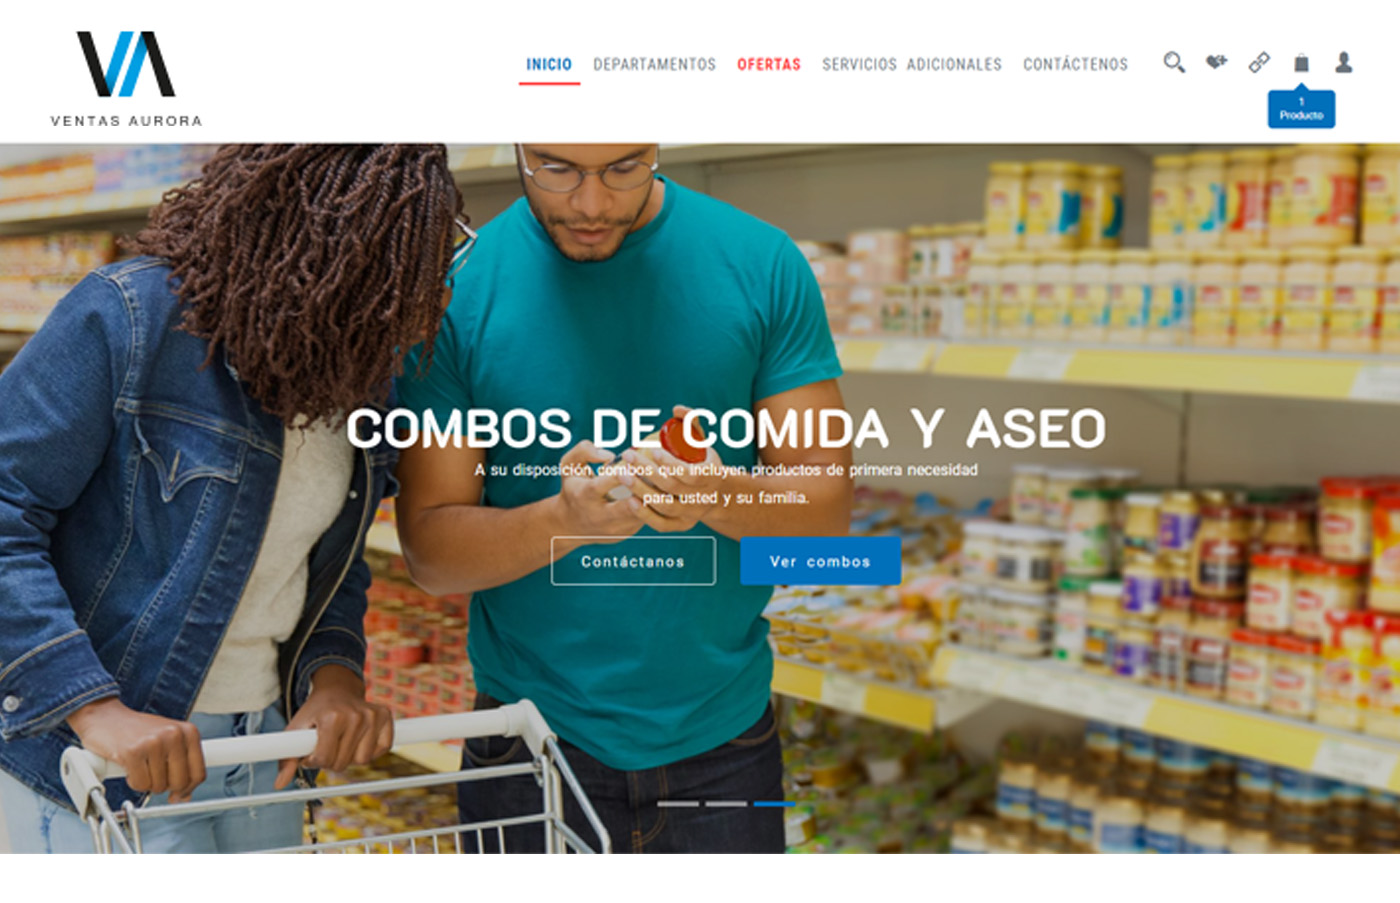 VENTAS AURORA
INICIO DEPARTAMENTOS OFERTAS SERVICIOS ADICIONALES CONTÁCTENOS
1
Producto
COMBOS DE COMIDA Y ASEO
A su disposición combos que incluyen productos de primera necesidad
para usted y su familia.
Contáctanos
Ver combos